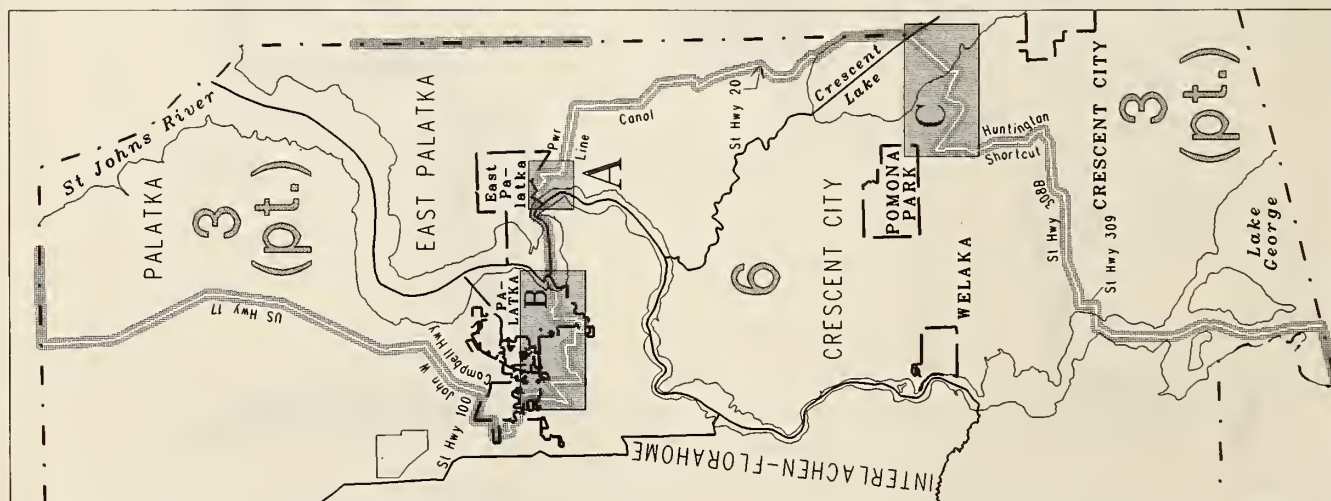 St Johns River
PALATKA
3
(pt.)
US Hwy 17
John W
Campbell Hwy
St Hwy 100
EAST PALATKA
East
Pa-
latka
PA-
LATKA
B
Pwr
Line
A
Canal
St Hwy 20
Crescent
Lake
C
POMONA
PARK
Huntington
Shortcut
CRESCENT CITY
3
(pt.)
St Hwy 308B
St Hwy 309
Lake
George
6
CRESCENT CITY
WELAKA
INTERLACHEN-FLORAHOME